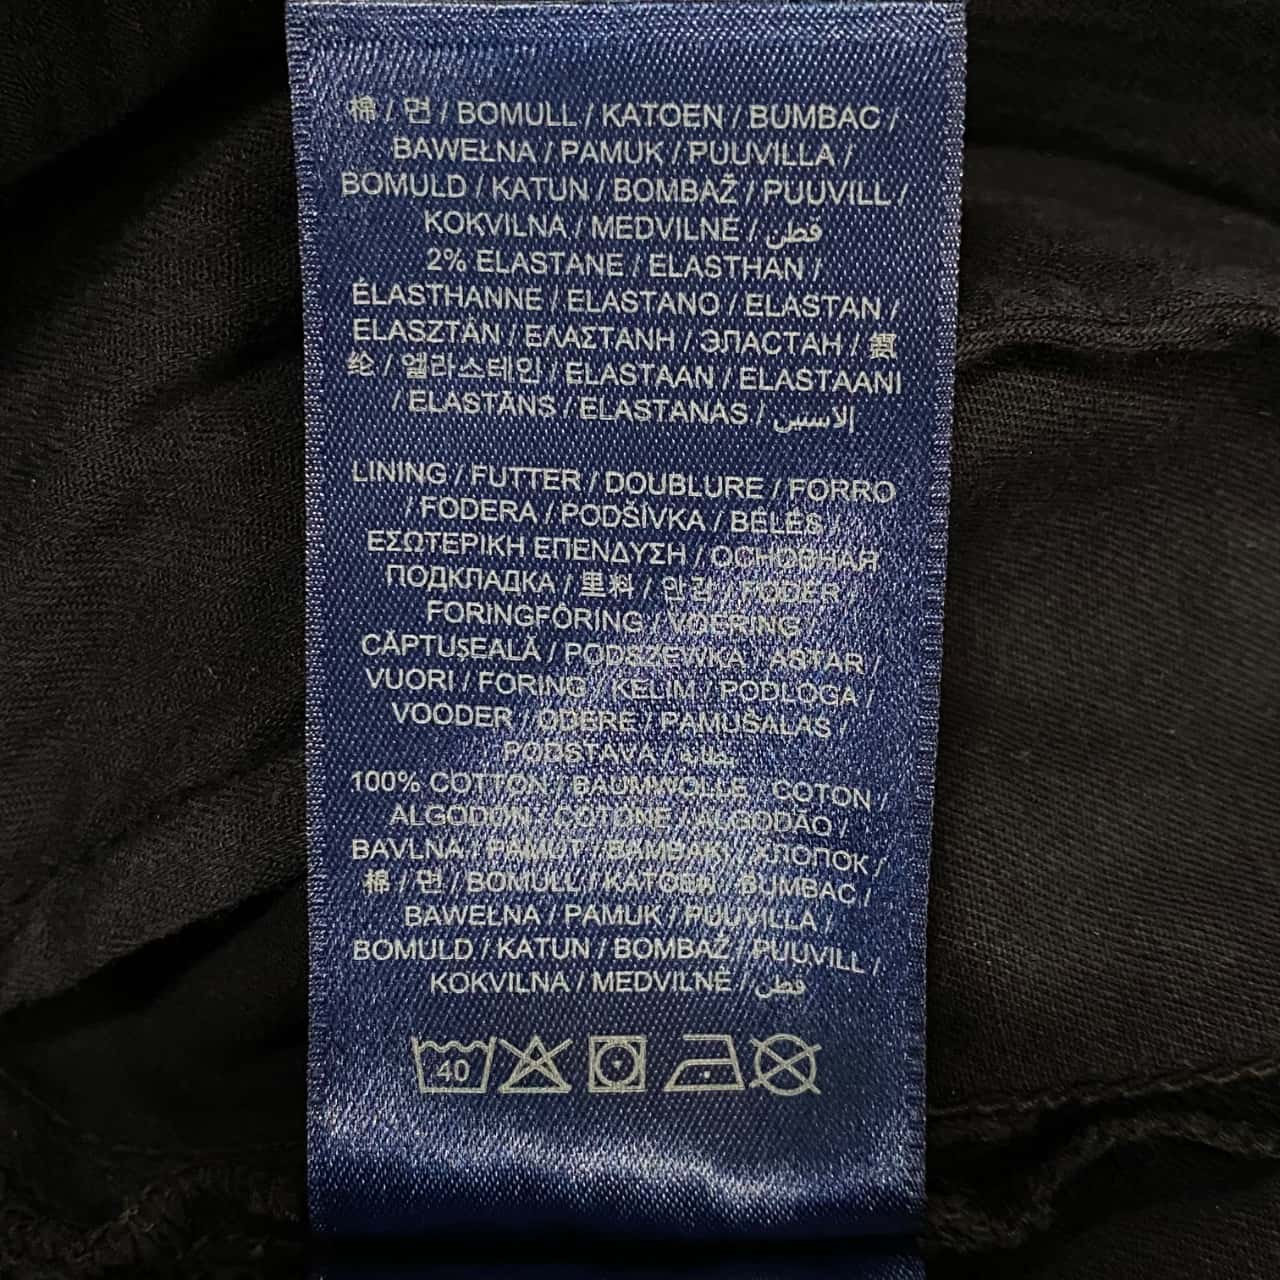 棉 / 면 / BOMULL / KATOEN / BUMBAC /
BAWEŁNA / PAMUK / PUUVILLA /
BOMULD / KATUN / BOMBAŽ / PUUVILL /
KOKVILNA / MEDVILNĖ / قطن
2% ELASTANE / ELASTHAN /
ÉLASTHANNE / ELASTANO / ELASTAN /
ELASZTÁN / ΕΛΑΣΤΑΝΗ / ЭЛАСТАН / 氨
纶 / 엘라스테인 / ELASTAAN / ELASTAANI
/ ELASTĀNS / ELASTANAS /
LINING / FUTTER / DOUBLURE / FORRO
/ FODERA / PODŠÍVKA / BÉLÉS /
ΕΣΩΤΕΡΙΚΗ ΕΠΕΝΔΥΣΗ / ОСНОВНАЯ
ПОДКЛАДКА / 里料 / 안감 / FODER /
FORINGFÔRING / VOERING /
CĂPTUȘEALĂ / PODSZEWKA / ASTAR /
VUORI / FORING / KELIM / PODLOGA /
VOODER / ODERE / PAMUŠALAS /
PODSTAVA / بطانة
100% COTTON / BAUMWOLLE / COTON /
ALGODÓN / COTONE / ALGODÃO /
BAVLNA / PAMUT / ΒΑΜΒΑΚΙ / ХЛОПОК /
棉 / 면 / BOMULL / KATOEN / BUMBAC /
BAWEŁNA / PAMUK / PUUVILLA /
BOMULD / KATUN / BOMBAŽ / PUUVILL /
KOKVILNA / MEDVILNĖ / قطن
40